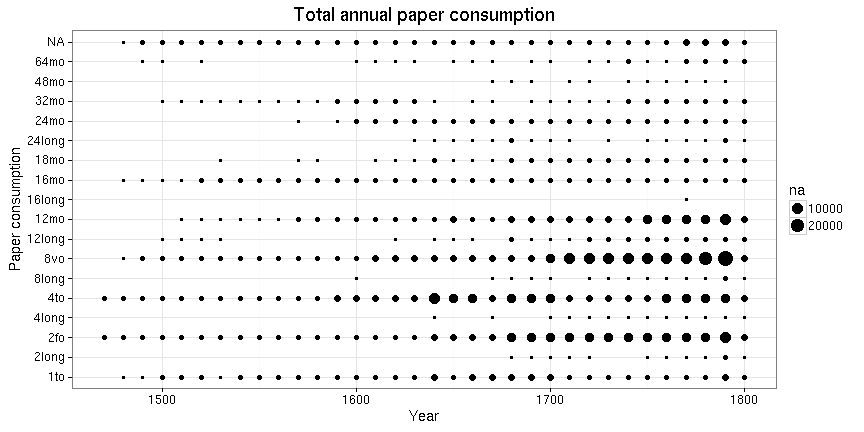 Total annual paper consumption
NA
64mo
48mo
32mo
24mo
24long
18mo
16mo
16long
12mo
12long
8vo
8long
4to
4long
2fo
2long
1to
Paper consumption
1500
1600
1700
1800
Year
na
10000
20000